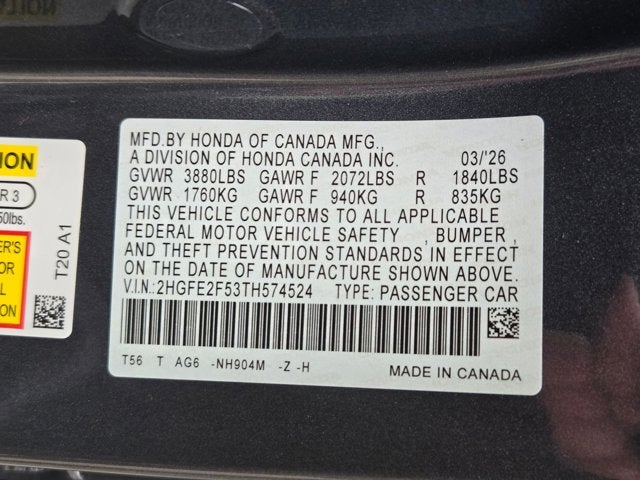 MFD.BY HONDA OF CANADA MFG.,
A DIVISION OF HONDA CANADA INC. 03/'26
GVWR 3880LBS GAWR F 2072LBS R 1840LBS
GVWR 1760KG GAWR F 940KG R 835KG
THIS VEHICLE CONFORMS TO ALL APPLICABLE
FEDERAL MOTOR VEHICLE SAFETY , BUMPER ,
AND THEFT PREVENTION STANDARDS IN EFFECT
ON THE DATE OF MANUFACTURE SHOWN ABOVE.
V.I.N.:2HGFE2F53TH574524 TYPE: PASSENGER CAR
T56 T AG6 -NH904M -Z -H
MADE IN CANADA
R 3
50lbs.
T20 A1